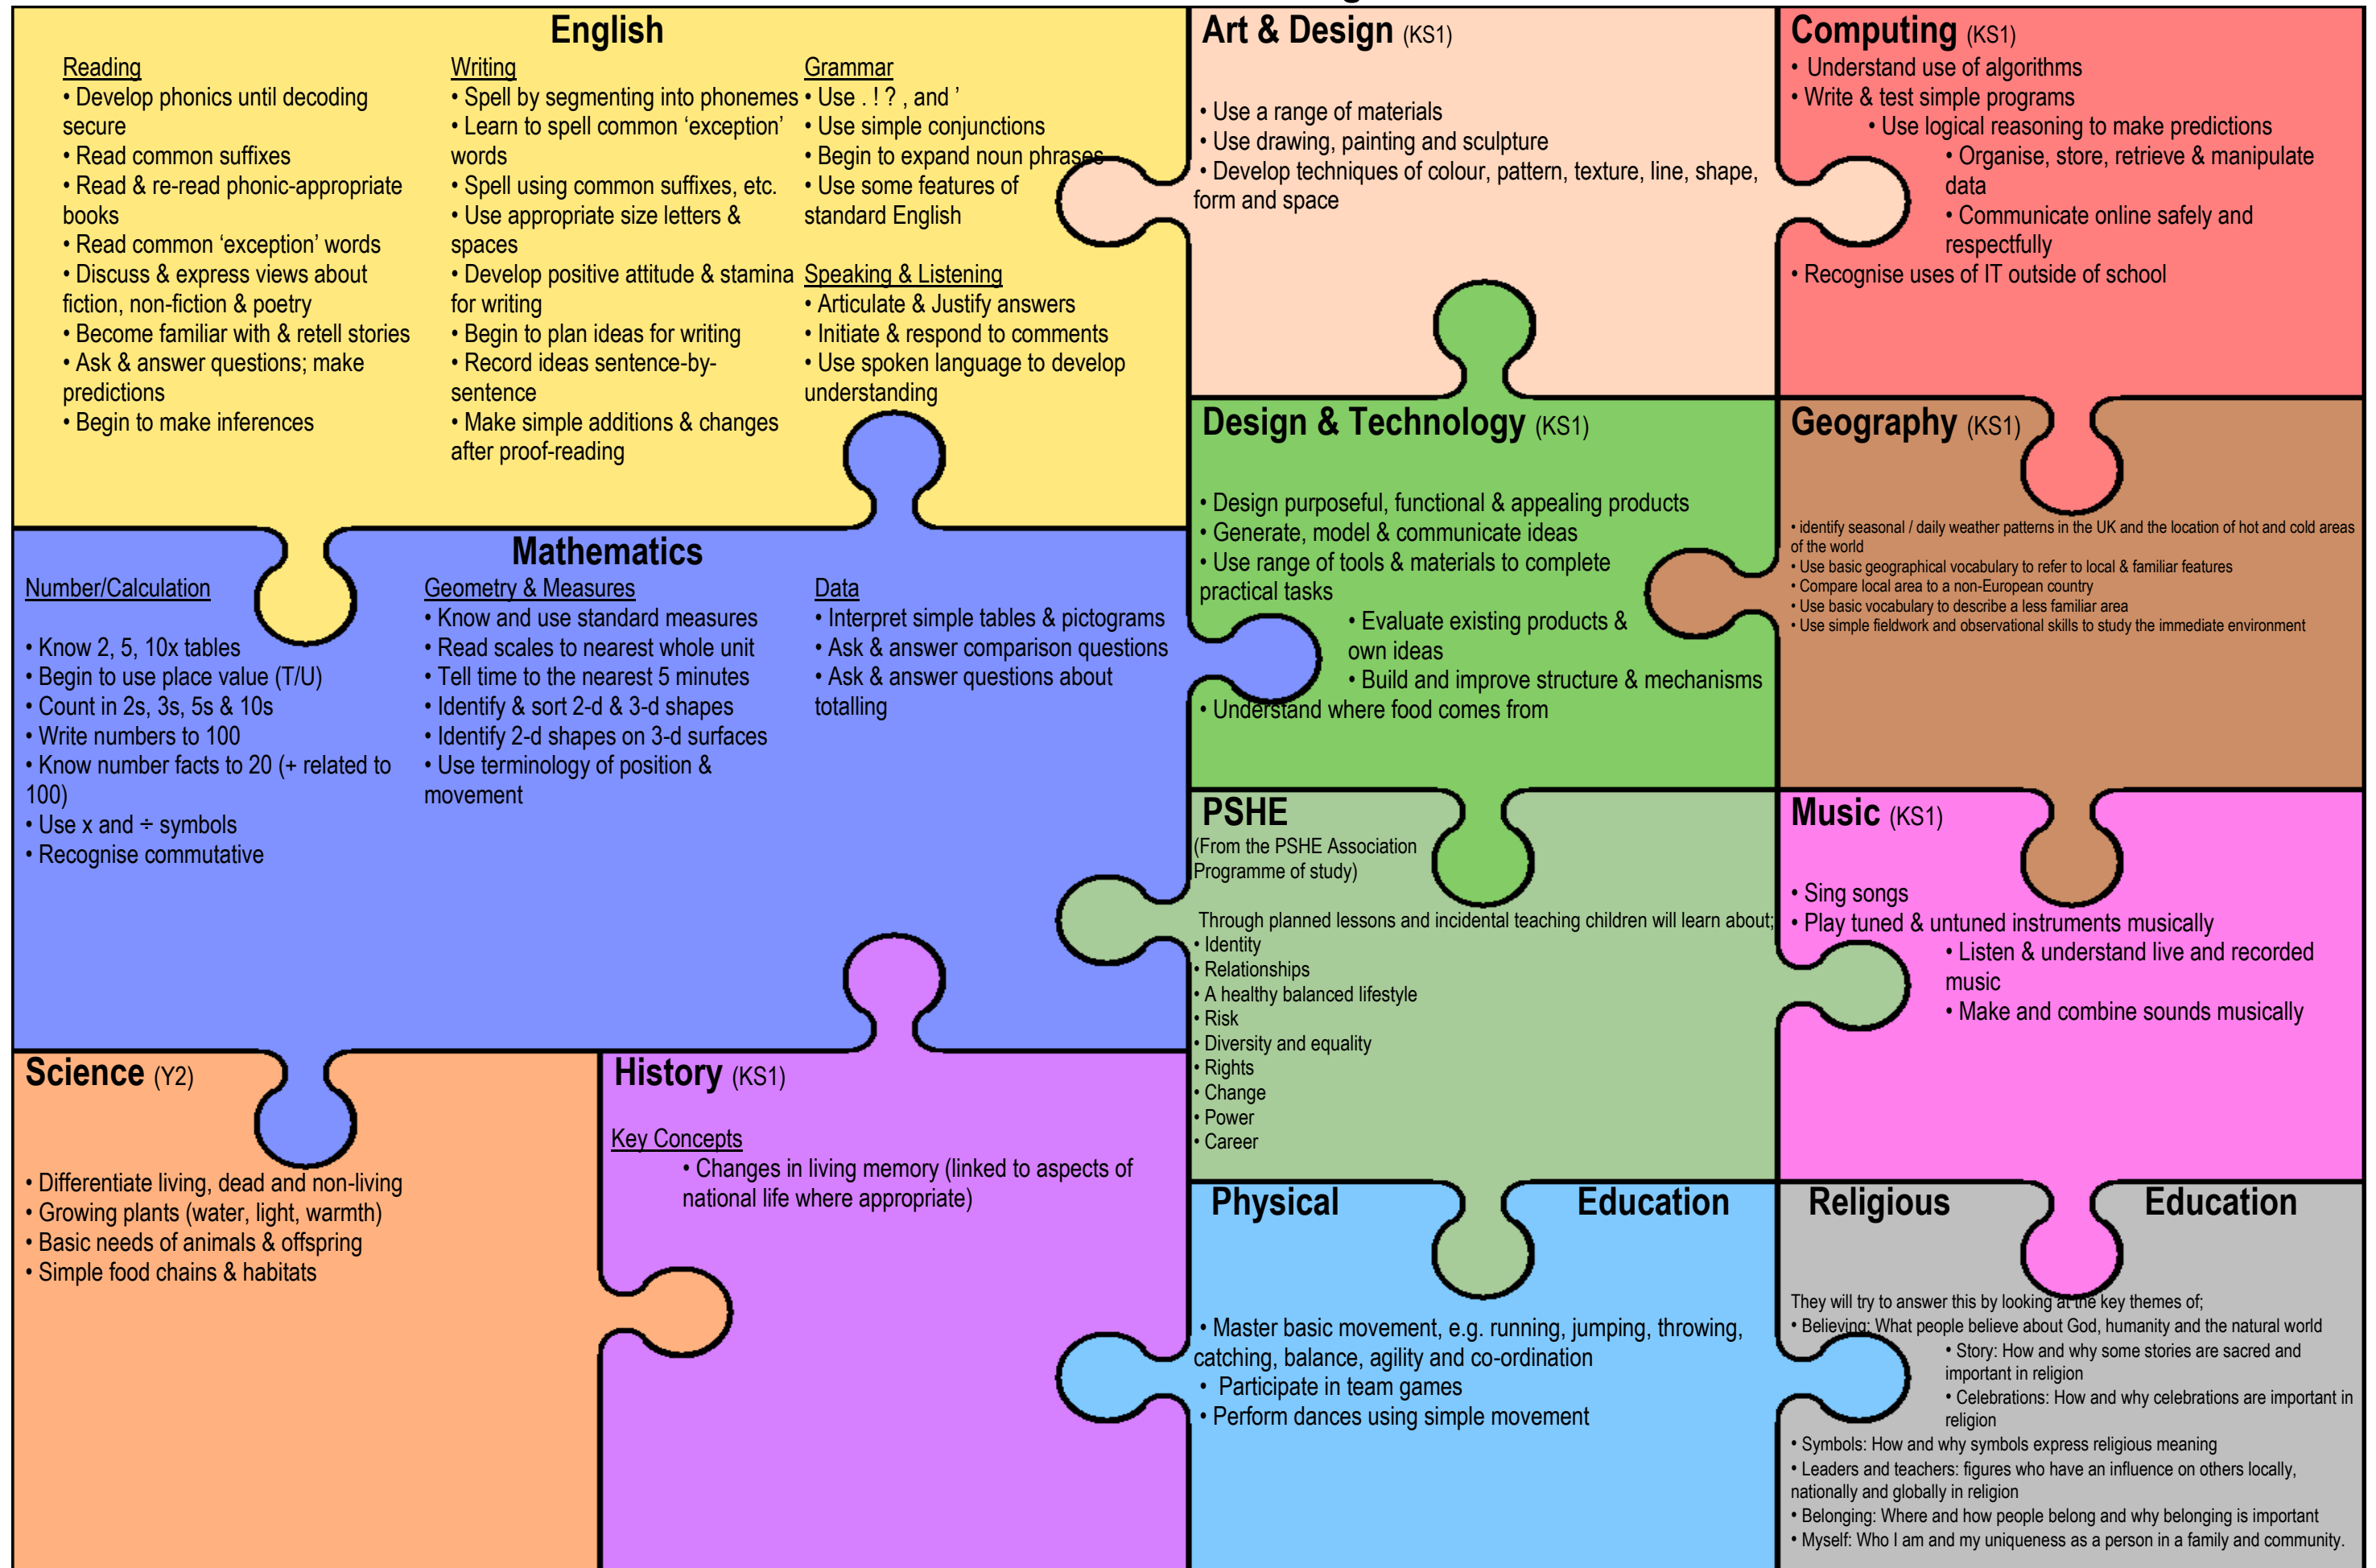 English
Reading
• Develop phonics until decoding
secure
• Read common suffixes
• Read & re-read phonic-appropriate
books
• Read common ‘exception’ words
• Discuss & express views about
fiction, non-fiction & poetry
• Become familiar with & retell stories
• Ask & answer questions; make
predictions
• Begin to make inferences
Writing
• Spell by segmenting into phonemes
• Learn to spell common ‘exception’
words
• Spell using common suffixes, etc.
• Use appropriate size letters &
spaces
• Develop positive attitude & stamina
for writing
• Begin to plan ideas for writing
• Record ideas sentence-by-
sentence
• Make simple additions & changes
after proof-reading
Grammar
• Use . ! ? , and ’
• Use simple conjunctions
• Begin to expand noun phrases
• Use some features of
standard English
Speaking & Listening
• Articulate & Justify answers
• Initiate & respond to comments
• Use spoken language to develop
understanding
Art & Design (KS1)
• Use a range of materials
• Use drawing, painting and sculpture
• Develop techniques of colour, pattern, texture, line, shape,
form and space
Computing (KS1)
• Understand use of algorithms
• Write & test simple programs
• Use logical reasoning to make predictions
• Organise, store, retrieve & manipulate
data
• Communicate online safely and
respectfully
• Recognise uses of IT outside of school
Mathematics
Number/Calculation
• Know 2, 5, 10x tables
• Begin to use place value (T/U)
• Count in 2s, 3s, 5s & 10s
• Write numbers to 100
• Know number facts to 20 (+ related to
100)
• Use x and ÷ symbols
• Recognise commutative
Geometry & Measures
• Know and use standard measures
• Read scales to nearest whole unit
• Tell time to the nearest 5 minutes
• Identify & sort 2-d & 3-d shapes
• Identify 2-d shapes on 3-d surfaces
• Use terminology of position &
movement
Data
• Interpret simple tables & pictograms
• Ask & answer comparison questions
• Ask & answer questions about
totalling
Design & Technology (KS1)
• Design purposeful, functional & appealing products
• Generate, model & communicate ideas
• Use range of tools & materials to complete
practical tasks
• Evaluate existing products &
own ideas
• Build and improve structure & mechanisms
• Understand where food comes from
Geography (KS1)
• identify seasonal / daily weather patterns in the UK and the location of hot and cold areas
of the world
• Use basic geographical vocabulary to refer to local & familiar features
• Compare local area to a non-European country
• Use basic vocabulary to describe a less familiar area
• Use simple fieldwork and observational skills to study the immediate environment
PSHE
(From the PSHE Association
Programme of study)
Through planned lessons and incidental teaching children will learn about;
• Identity
• Relationships
• A healthy balanced lifestyle
• Risk
• Diversity and equality
• Rights
• Change
• Power
• Career
Music (KS1)
• Sing songs
• Play tuned & untuned instruments musically
• Listen & understand live and recorded
music
• Make and combine sounds musically
Science (Y2)
• Differentiate living, dead and non-living
• Growing plants (water, light, warmth)
• Basic needs of animals & offspring
• Simple food chains & habitats
History (KS1)
Key Concepts
• Changes in living memory (linked to aspects of
national life where appropriate)
Physical Education
• Master basic movement, e.g. running, jumping, throwing,
catching, balance, agility and co-ordination
• Participate in team games
• Perform dances using simple movement
Religious Education
They will try to answer this by looking at the key themes of;
• Believing: What people believe about God, humanity and the natural world
• Story: How and why some stories are sacred and
important in religion
• Celebrations: How and why celebrations are important in
religion
• Symbols: How and why symbols express religious meaning
• Leaders and teachers: figures who have an influence on others locally,
nationally and globally in religion
• Belonging: Where and how people belong and why belonging is important
• Myself: Who I am and my uniqueness as a person in a family and community.